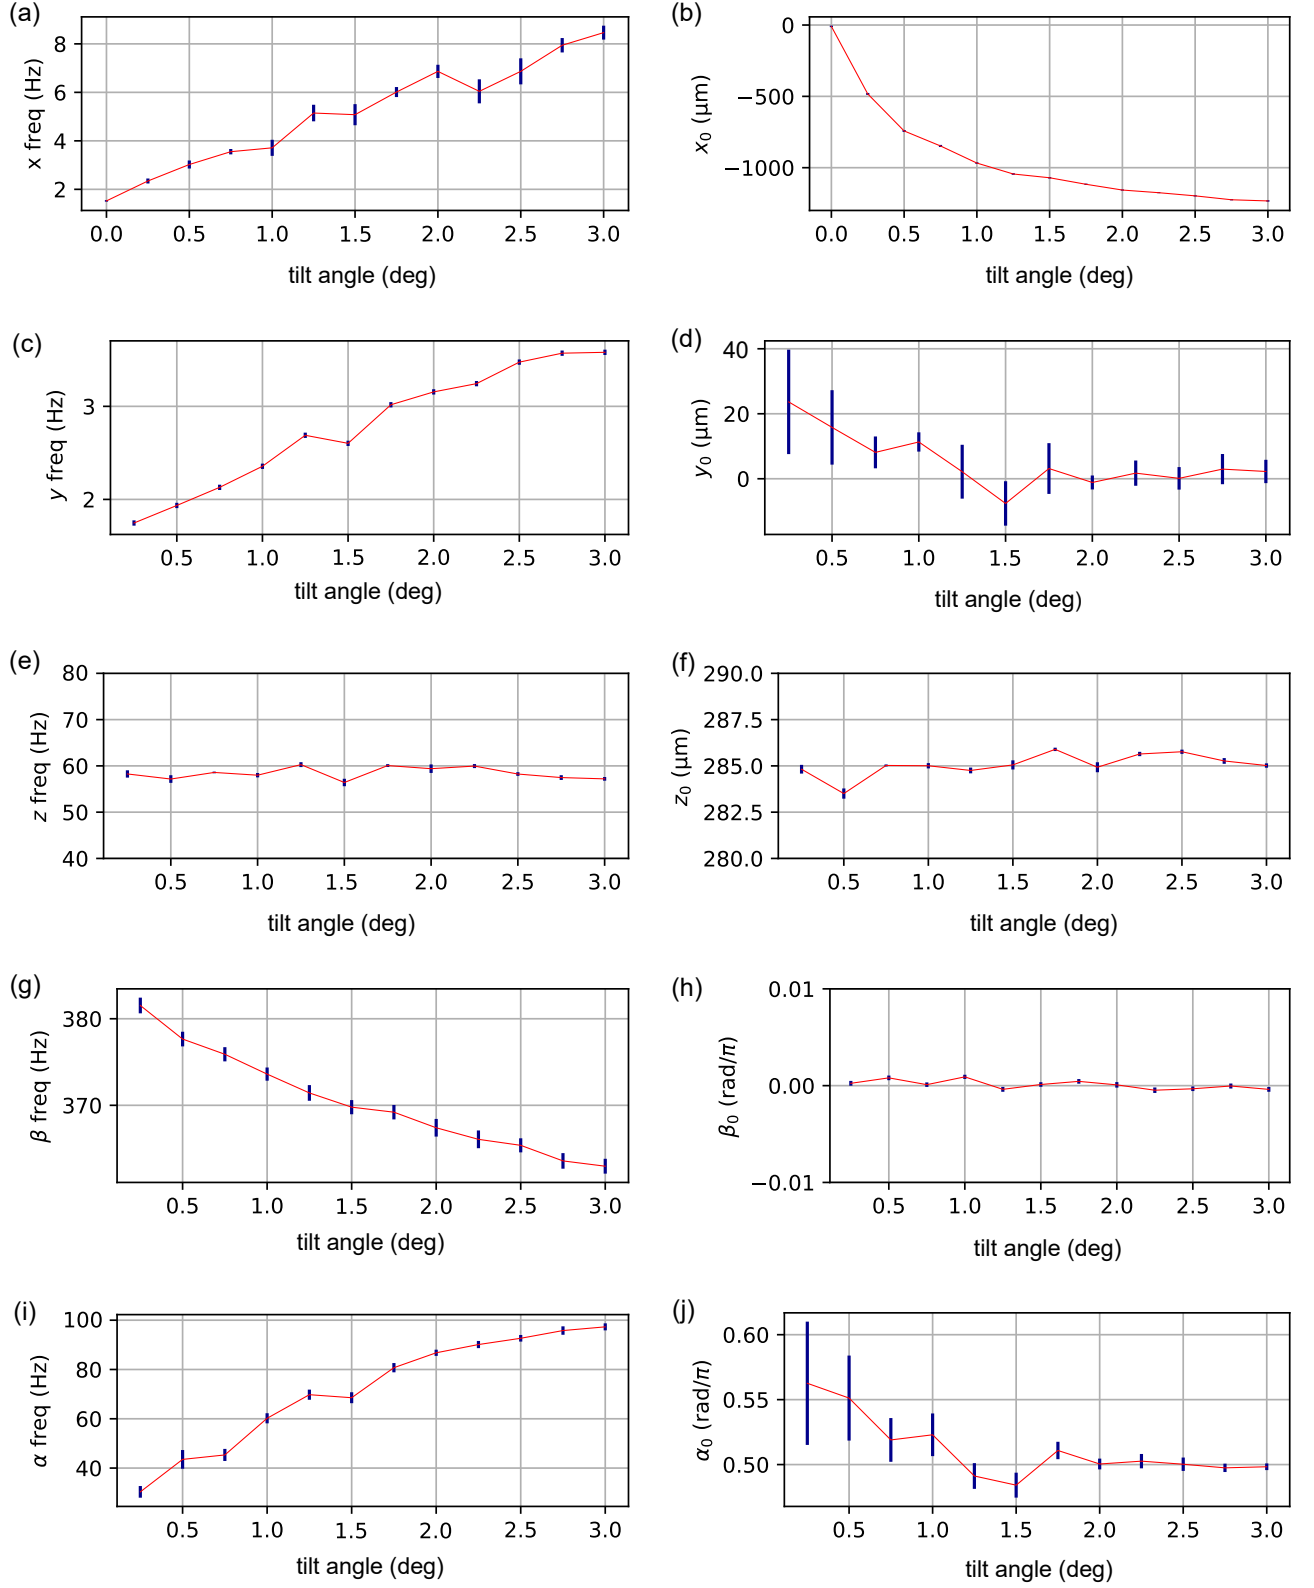 (a)
x freq (Hz)
8
6
4
2
0.0 0.5 1.0 1.5 2.0 2.5 3.0
tilt angle (deg)
(b)
x₀ (μm)
0
−500
−1000
0.0 0.5 1.0 1.5 2.0 2.5 3.0
tilt angle (deg)
(c)
y freq (Hz)
3
2
0.5 1.0 1.5 2.0 2.5 3.0
tilt angle (deg)
(d)
y₀ (μm)
40
20
0
0.5 1.0 1.5 2.0 2.5 3.0
tilt angle (deg)
(e)
z freq (Hz)
80
70
60
50
40
0.5 1.0 1.5 2.0 2.5 3.0
tilt angle (deg)
(f)
z₀ (μm)
290.0
287.5
285.0
282.5
280.0
0.5 1.0 1.5 2.0 2.5 3.0
tilt angle (deg)
(g)
β freq (Hz)
380
370
0.5 1.0 1.5 2.0 2.5 3.0
tilt angle (deg)
(h)
β₀ (rad/π)
0.01
0.00
−0.01
0.5 1.0 1.5 2.0 2.5 3.0
tilt angle (deg)
(i)
α freq (Hz)
100
80
60
40
0.5 1.0 1.5 2.0 2.5 3.0
tilt angle (deg)
(j)
α₀ (rad/π)
0.60
0.55
0.50
0.5 1.0 1.5 2.0 2.5 3.0
tilt angle (deg)